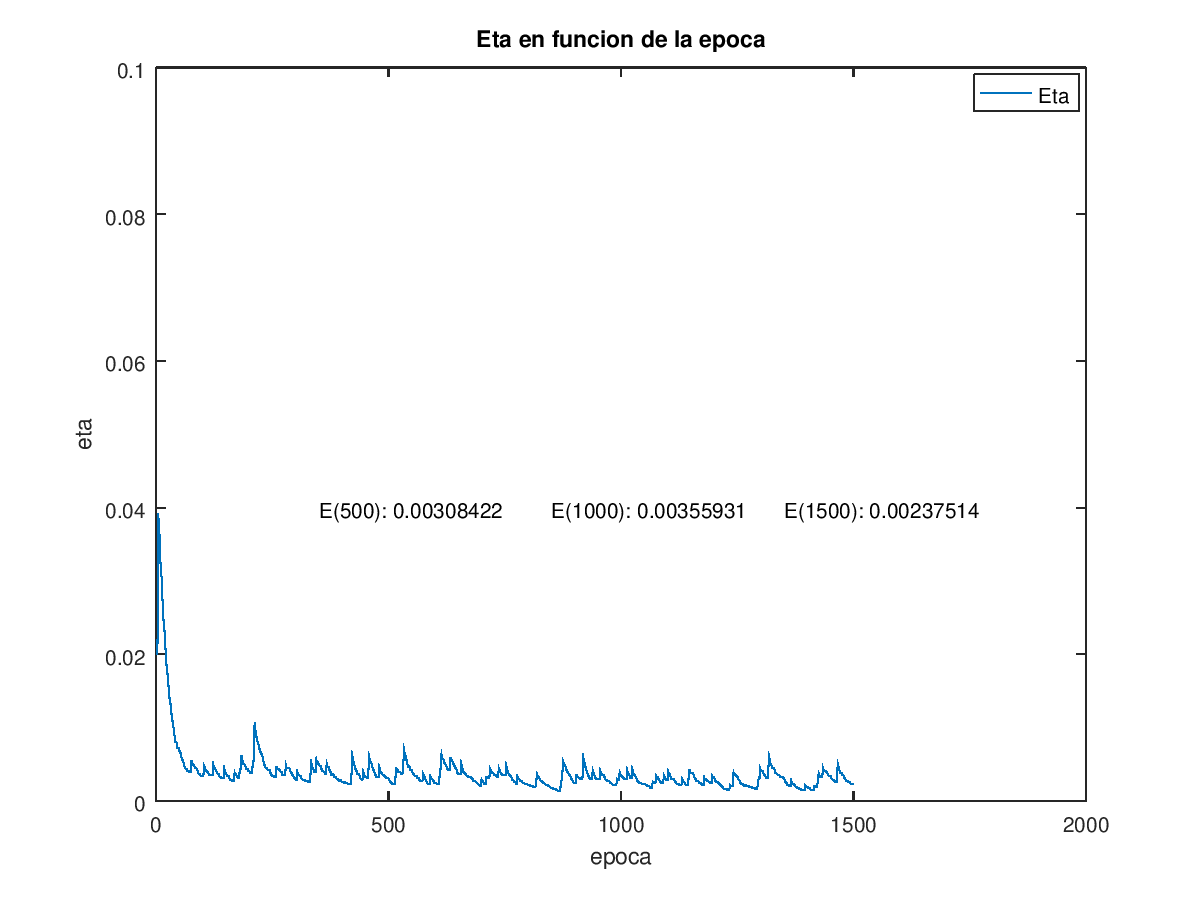 Eta en funcion de la epoca
0.1
Eta
0.08
0.06
eta
0.04
E(500): 0.00308422
E(1000): 0.00355931
E(1500): 0.00237514
0.02
0
0
500
1000
1500
2000
epoca